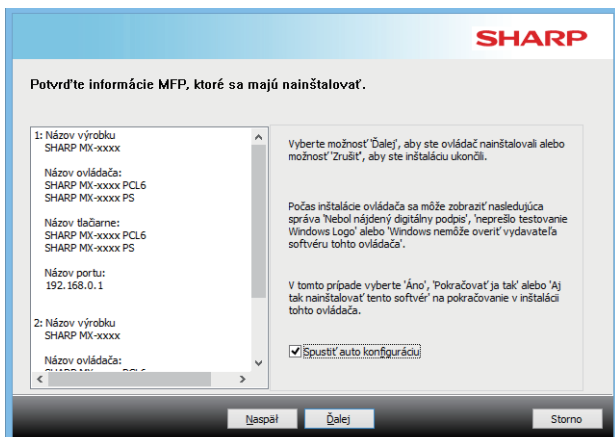 SHARP
Potvrďte informácie MFP, ktoré sa majú nainštalovať.
1: Názov výrobku
SHARP MX-xxxx
Názov ovládača:
SHARP MX-xxxx PCL6
SHARP MX-xxxx PS
Názov tlačiarne:
SHARP MX-xxxx PCL6
SHARP MX-xxxx PS
Názov portu:
192.168.0.1
2: Názov výrobku
SHARP MX-xxxx
Názov ovládača:
Vyberte možnosť 'Ďalej', aby ste ovládač nainštalovali alebo
možnosť 'Zrušiť', aby ste inštaláciu ukončili.
Počas inštalácie ovládača sa môže zobraziť nasledujúca
správa 'Nebol nájdený digitálny podpis', 'neprešlo testovanie
Windows Logo' alebo 'Windows nemôže overiť vydavateľa
softvéru tohto ovládača'.
V tomto prípade vyberte 'Áno', 'Pokračovať ja tak' alebo 'Aj
tak nainštalovať tento softvér' na pokračovanie v inštalácii
tohto ovládača.
Spustiť auto konfiguráciu
Naspäť
Ďalej
Storno